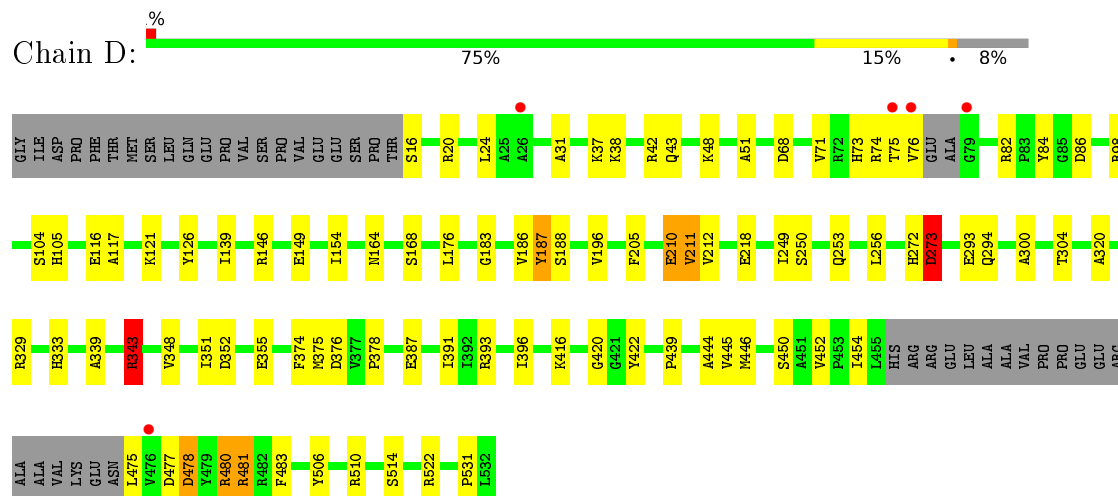 .%
Chain D:
75% 15% • 8%
GLY ILE ASP PRO PHE THR MET SER LEU GLN GLU PRO VAL SER PRO VAL GLU GLU SER PRO THR S16 R20 L24 A25 A26 A31 K37 K38 R42 Q43 K48 A51 D68 V71 R72 H73 R74 T75 V76 GLU ALA G79 R82 P83 Y84 G85 D86 R98
S104 H105 E116 A117 K121 Y126 I139 R146 E149 I154 N164 S168 L176 G183 V186 Y187 S188 V196 F205 E210 V211 V212 E218 I249 S250 Q253 L256 H272 D273 E293 Q294 A300 T304 A320
R329 H333 A339 R343 V348 I351 D352 E355 F374 M375 D376 V377 P378 E387 I391 I392 R393 I396 K416 G420 G421 Y422 P439 A444 V445 M446 S450 A451 V452 P453 I454 L455 HIS ARG ARG GLU LEU ALA ALA VAL PRO PRO GLU GLU ARG
ALA ALA VAL LYS GLU ASN L475 V476 D477 D478 Y479 R480 R481 R482 F483 Y506 R510 S514 R522 P531 L532